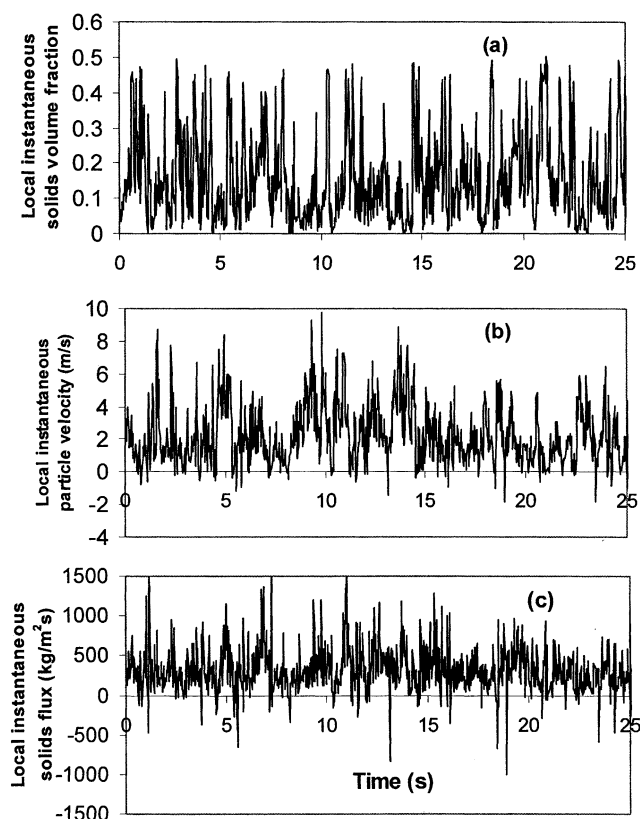 Local instantaneous
solids volume fraction
(a)
0.6
0.5
0.4
0.3
0.2
0.1
0
0 5 10 15 20 25
Local instantaneous
particle velocity (m/s)
(b)
10
8
6
4
2
0
-2
-4
0 5 10 15 20 25
Local instantaneous
solids flux (kg/m²s)
(c)
1500
1000
500
0
-500
-1000
-1500
0 5 10 15 20 25
Time (s)